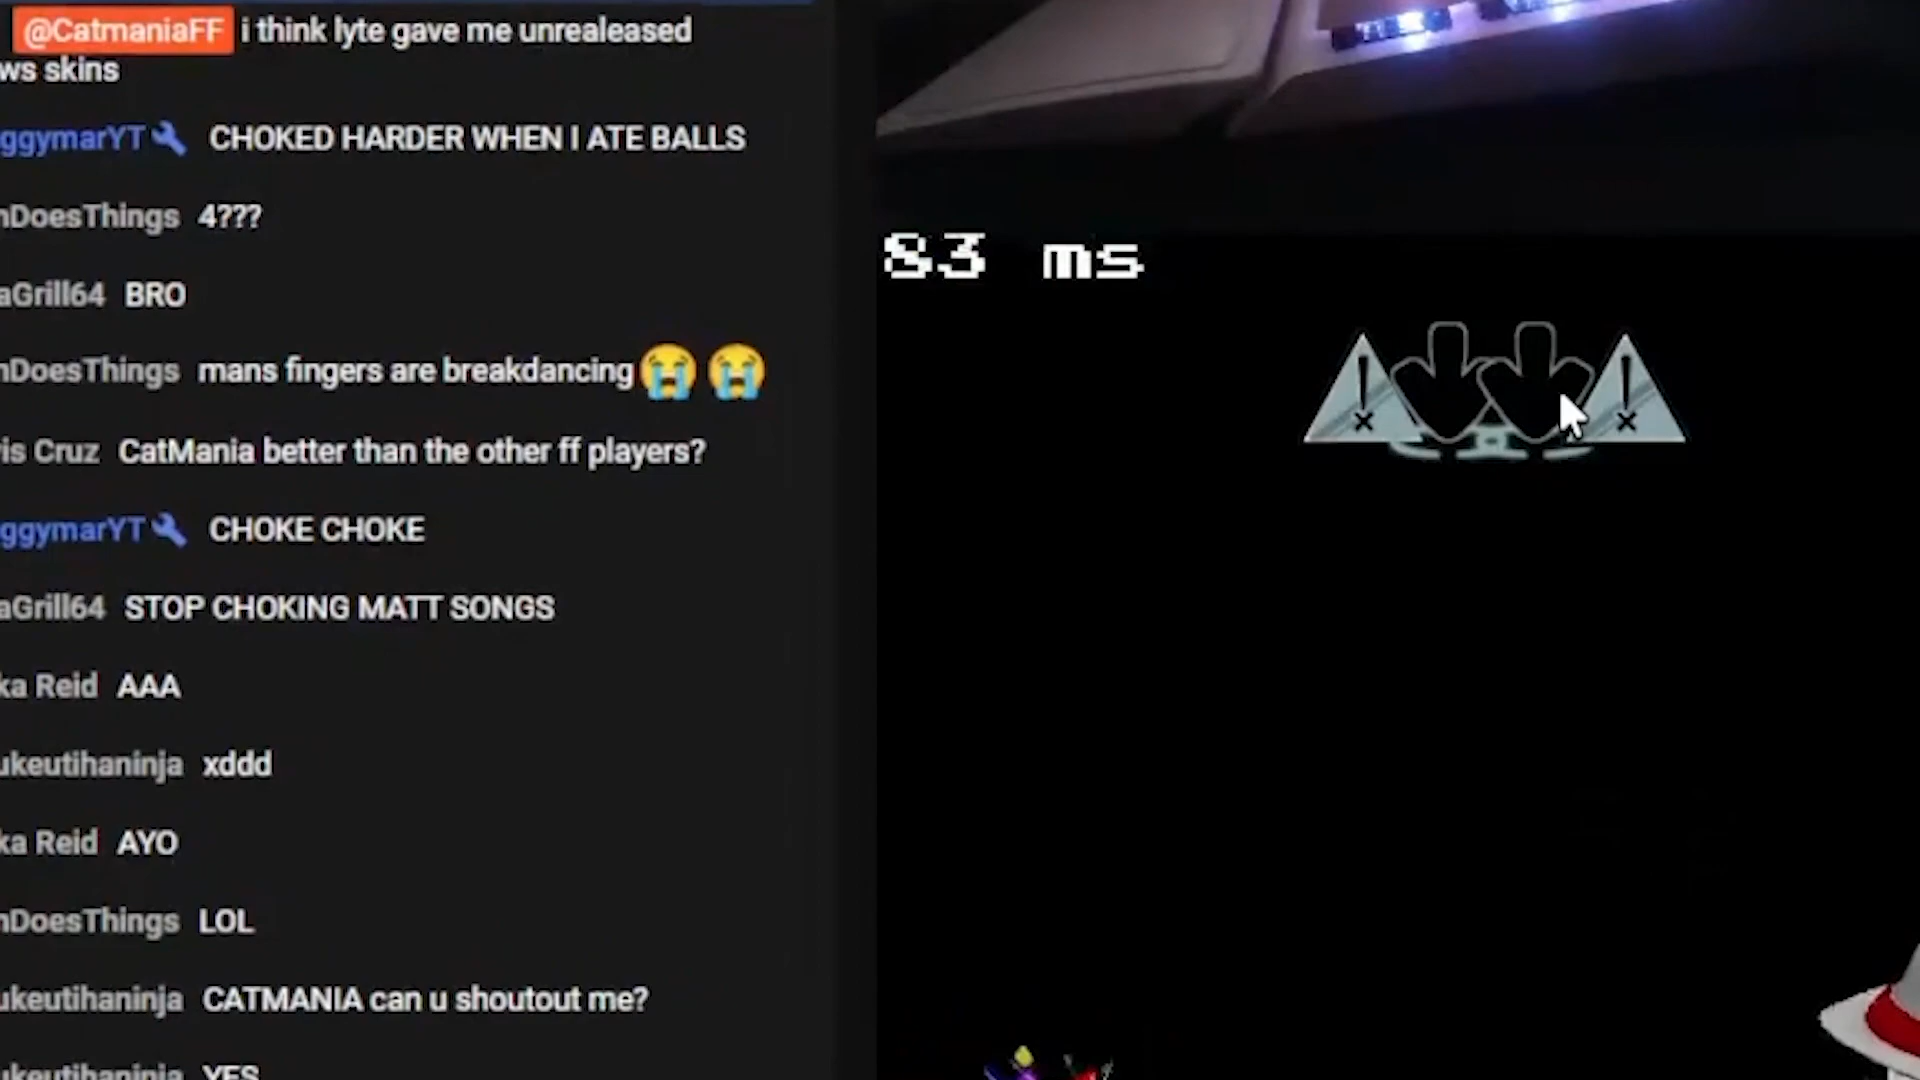 @CatmaniaFF i think lyte gave me unrealeased
ws skins
ggymarYT CHOKED HARDER WHEN I ATE BALLS
nDoesThings 4???
aGrill64 BRO
nDoesThings mans fingers are breakdancing😭😭
is Cruz CatMania better than the other ff players?
ggymarYT CHOKE CHOKE
aGrill64 STOP CHOKING MATT SONGS
ka Reid AAA
ukeutihaninja xddd
ka Reid AYO
nDoesThings LOL
ukeutihaninja CATMANIA can u shoutout me?
ukeutihaninja YES
83 ms